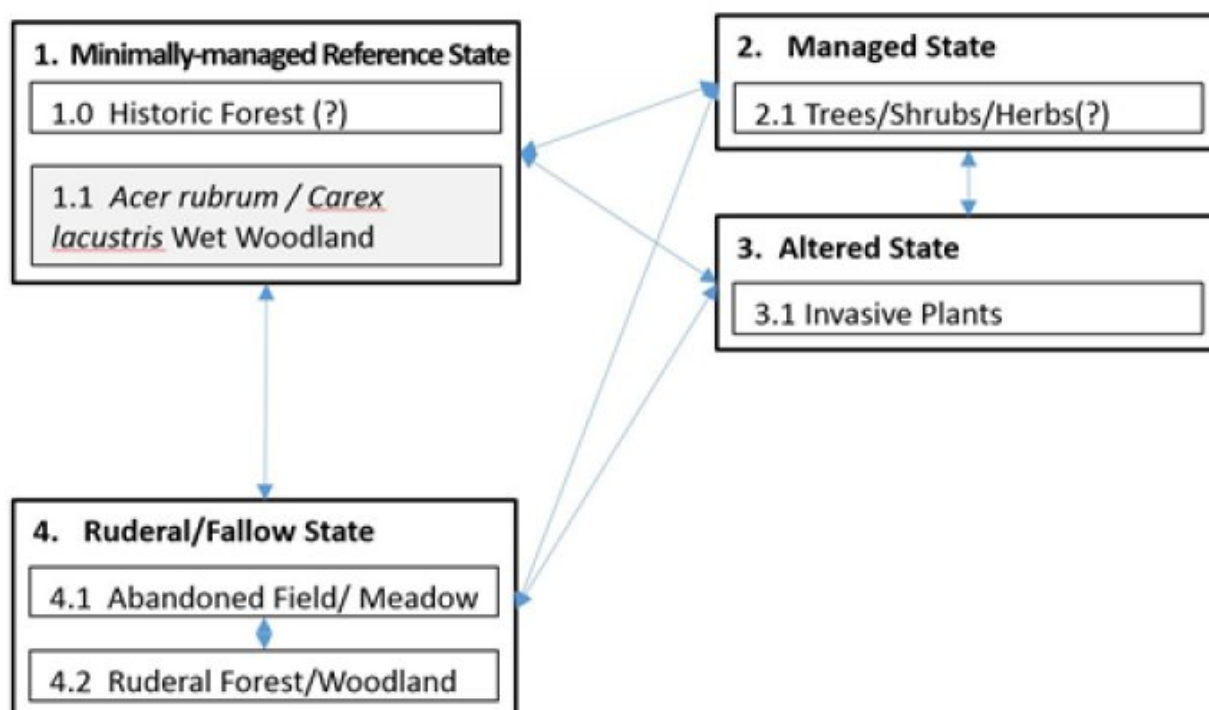 1. Minimally-managed Reference State
1.0 Historic Forest (?)
1.1 Acer rubrum / Carex
lacustris Wet Woodland
2. Managed State
2.1 Trees/Shrubs/Herbs(?)
3. Altered State
3.1 Invasive Plants
4. Ruderal/Fallow State
4.1 Abandoned Field/ Meadow
4.2 Ruderal Forest/Woodland